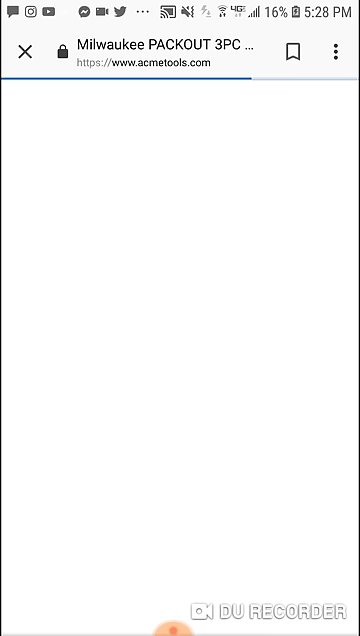 16% 5:28 PM
Milwaukee PACKOUT 3PC ...
https://www.acmetools.com
DU RECORDER